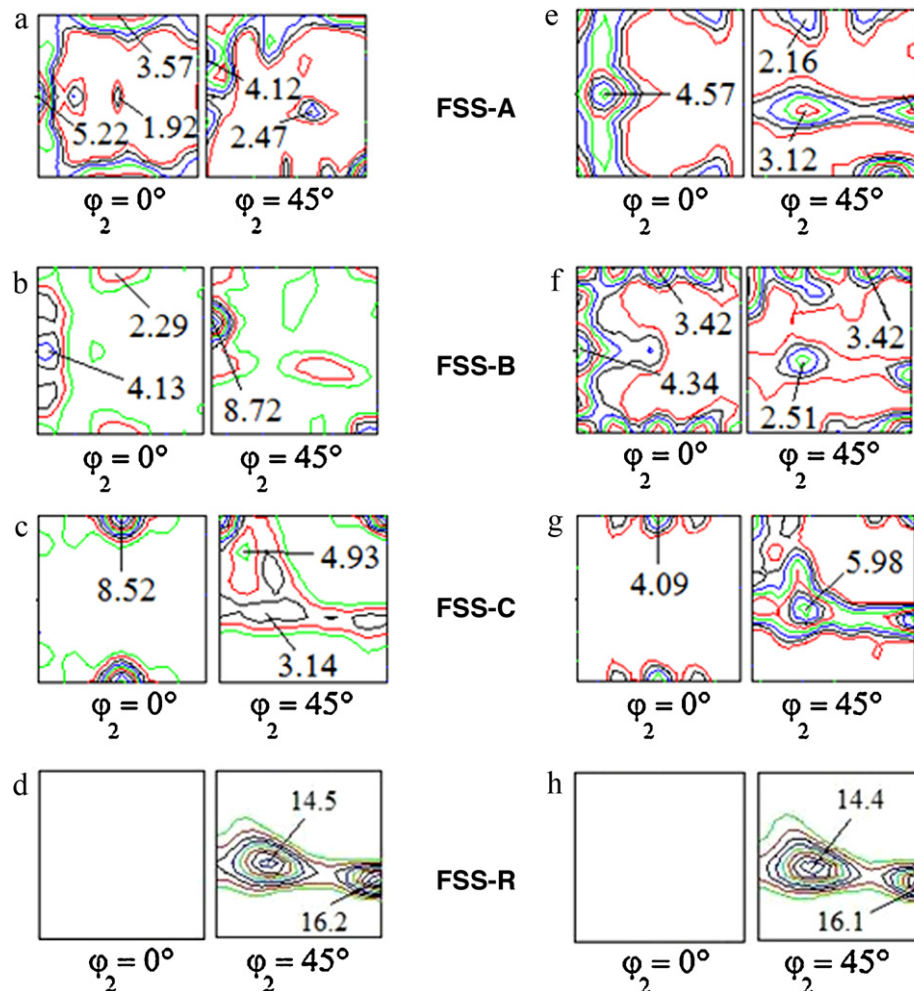 a
3.57
5.22
1.92
φ₂ = 0°
4.12
2.47
φ₂ = 45°
FSS-A
e
4.57
φ₂ = 0°
2.16
3.12
φ₂ = 45°
b
2.29
4.13
φ₂ = 0°
8.72
φ₂ = 45°
FSS-B
f
3.42
4.34
φ₂ = 0°
3.42
2.51
φ₂ = 45°
c
8.52
φ₂ = 0°
4.93
3.14
φ₂ = 45°
FSS-C
g
4.09
φ₂ = 0°
5.98
φ₂ = 45°
d
φ₂ = 0°
14.5
16.2
φ₂ = 45°
FSS-R
h
φ₂ = 0°
14.4
16.1
φ₂ = 45°